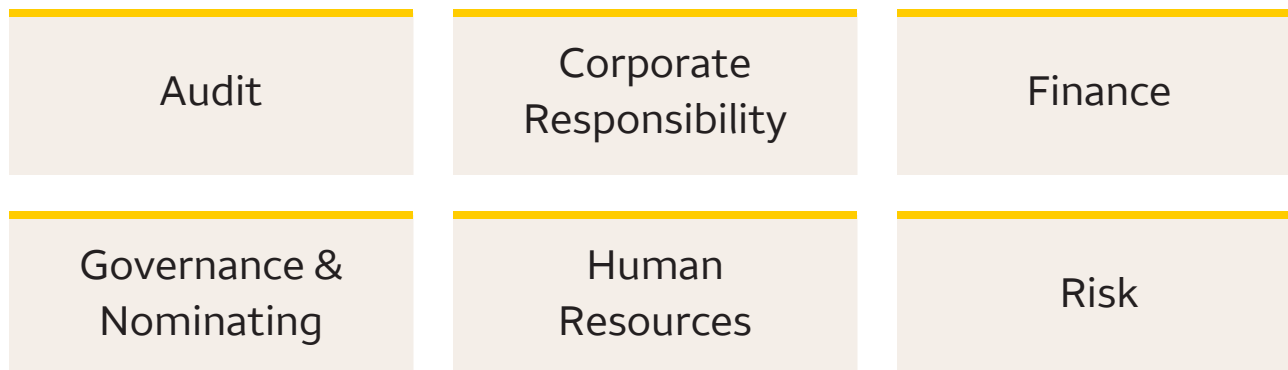 Audit
Corporate
Responsibility
Finance
Governance &
Nominating
Human
Resources
Risk